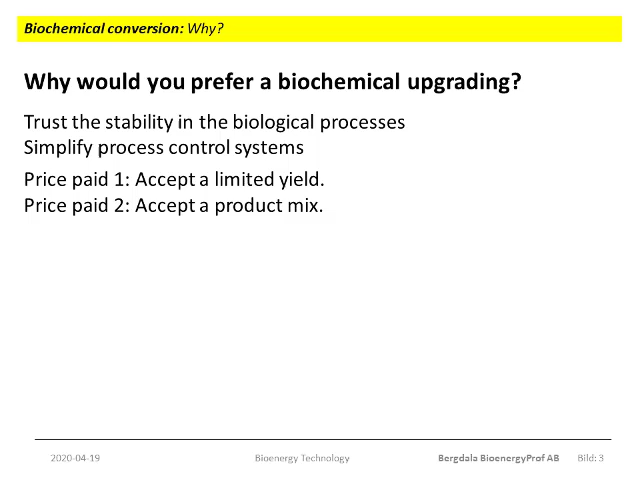 Biochemical conversion: Why?
Why would you prefer a biochemical upgrading?
Trust the stability in the biological processes
Simplify process control systems
Price paid 1: Accept a limited yield.
Price paid 2: Accept a product mix.
2020-04-19 Bioenergy Technology Bergdala BioenergyProf AB Bild: 3